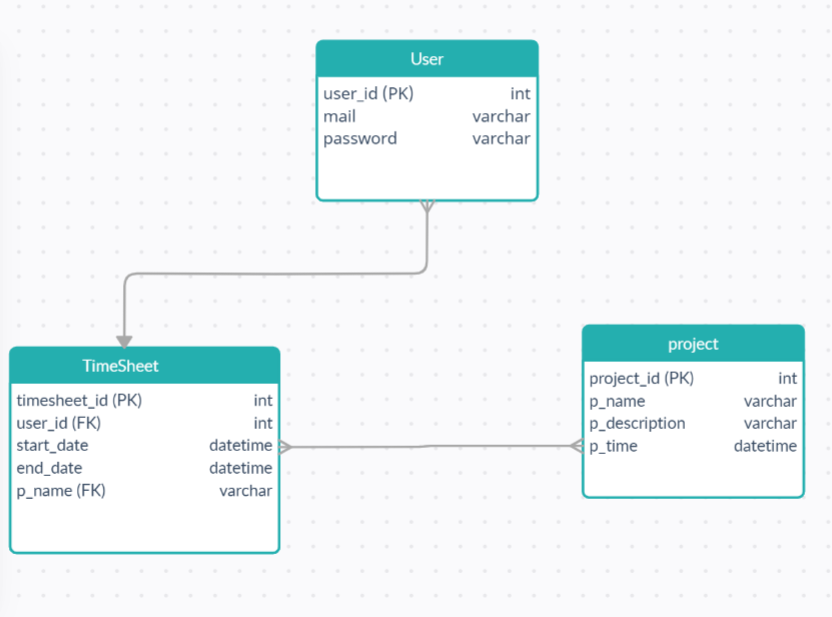 User
user_id (PK) int
mail varchar
password varchar
TimeSheet
timesheet_id (PK) int
user_id (FK) int
start_date datetime
end_date datetime
p_name (FK) varchar
project
project_id (PK) int
p_name varchar
p_description varchar
p_time datetime